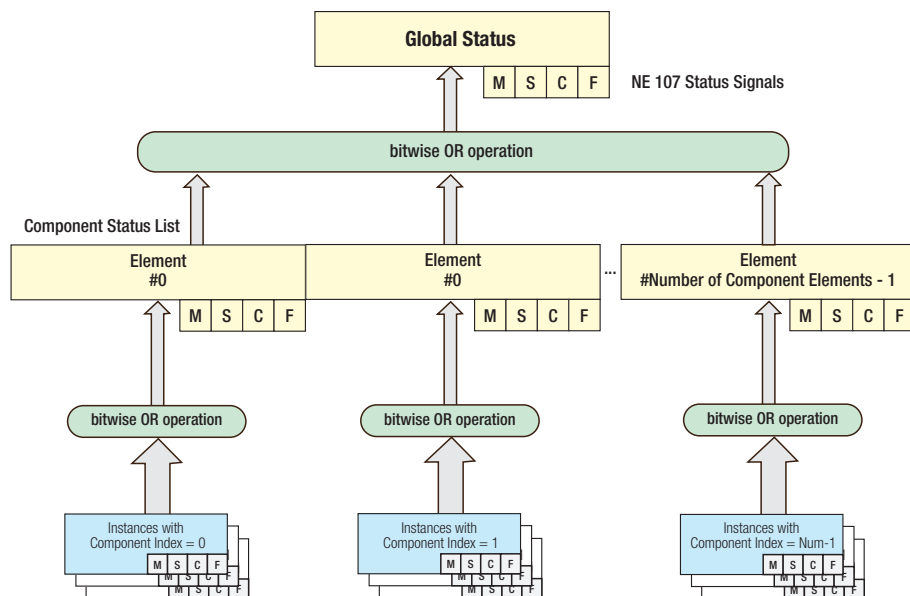 Global Status
M S C F
NE 107 Status Signals
bitwise OR operation
Component Status List
Element
#0
M S C F
Element
#0
M S C F
...
Element
#Number of Component Elements - 1
M S C F
bitwise OR operation
bitwise OR operation
bitwise OR operation
Instances with
Component Index = 0
M S C F
M S C F
M S C F
Instances with
Component Index = 1
M S C F
M S C F
M S C F
Instances with
Component Index = Num-1
M S C F
M S C F
M S C F